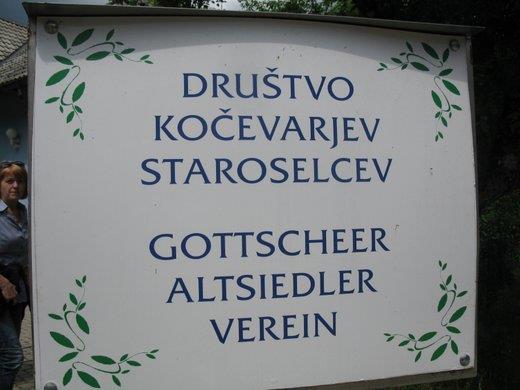 DRUŠTVO
KOČEVARJEV
STAROSELCEV
GOTTSCHEER
ALTSIEDLER
VEREIN